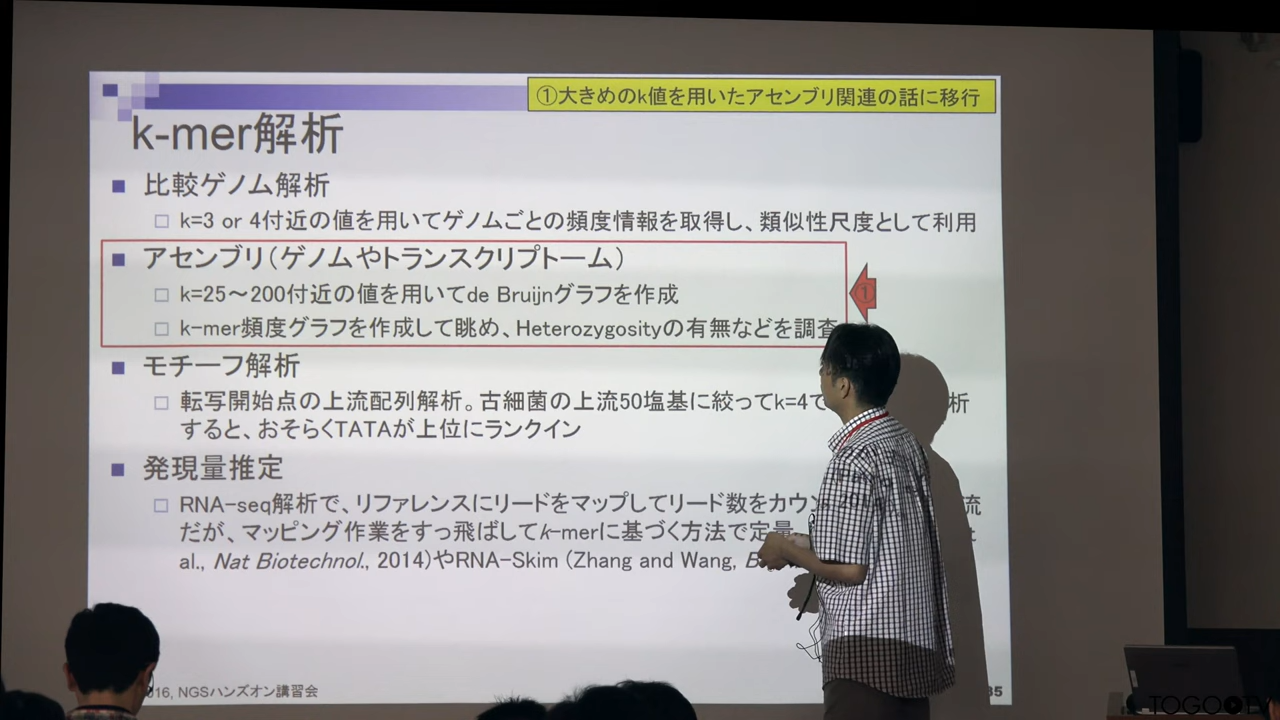 ①大きめのk値を用いたアセンブリ関連の話に移行
k-mer解析
比較ゲノム解析
k=3 or 4付近の値を用いてゲノムごとの頻度情報を取得し、類似性尺度として利用
アセンブリ（ゲノムやトランスクリプトーム）
k=25～200付近の値を用いてde Bruijnグラフを作成
①
k-mer頻度グラフを作成して眺め、Heterozygosityの有無などを調査
モチーフ解析
転写開始点の上流配列解析。古細菌の上流50塩基に絞ってk=4で 析
すると、おそらくTATAが上位にランクイン
発現量推定
RNA-seq解析で、リファレンスにリードをマップしてリード数をカウン 流
だが、マッピング作業をすっ飛ばしてk-merに基づく方法で定量
al., Nat Biotechnol., 2014)やRNA-Skim (Zhang and Wang,
16, NGSハンズオン講習会
TOGOTV